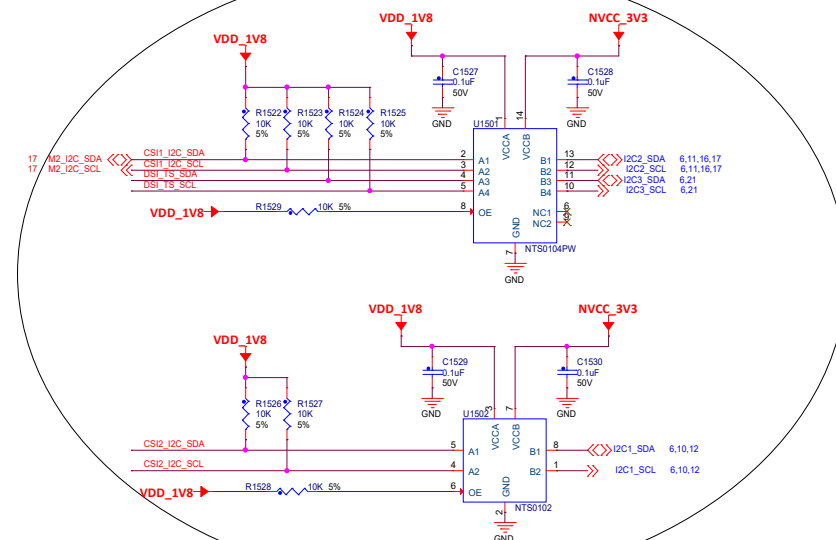 VDD_1V8 NVCC_3V3
VDD_1V8
C1527 C1528
0.1uF 0.1uF
50V 50V
R1522 R1523 R1524 R1525
10K 10K 10K 10K
5% 5% 5% 5%
GND GND
U1501 1 14
VCCA VCCB
17 M2_I2C_SDA CSI1_I2C_SDA 2 A1 B1 13 I2C2_SDA 6,11,16,17
17 M2_I2C_SCL CSI1_I2C_SCL 3 A2 B2 12 I2C2_SCL 6,11,16,17
DSI_TS_SDA 4 A3 B3 11 I2C3_SDA 6,21
DSI_TS_SCL 5 A4 B4 10 I2C3_SCL 6,21
VDD_1V8 R1529 10K 5% 8 OE NC1 6
NC2
GND
7 NTS0104PW
GND
VDD_1V8 NVCC_3V3
VDD_1V8
C1529 C1530
0.1uF 0.1uF
50V 50V
R1526 R1527
10K 10K
5% 5%
GND GND
U1502 3 7
VCCA VCCB
CSI2_I2C_SDA 5 A1 B1 8 I2C1_SDA 6,10,12
CSI2_I2C_SCL 4 A2 B2 1 I2C1_SCL 6,10,12
VDD_1V8 R1528 10K 5% 6 OE
GND
2 NTS0102
GND